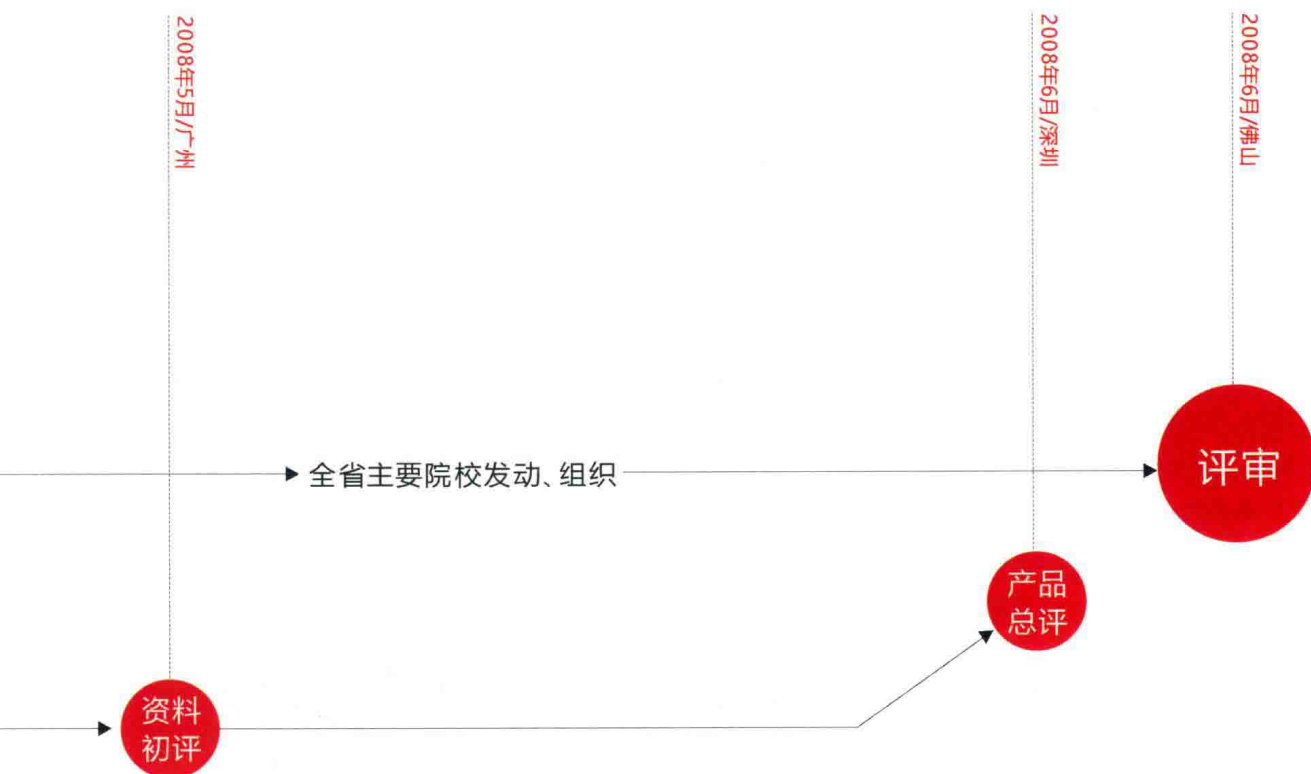 2008年5月/广州
2008年6月/深圳
2008年6月/佛山
全省主要院校发动、组织
评审
产品
总评
资料
初评